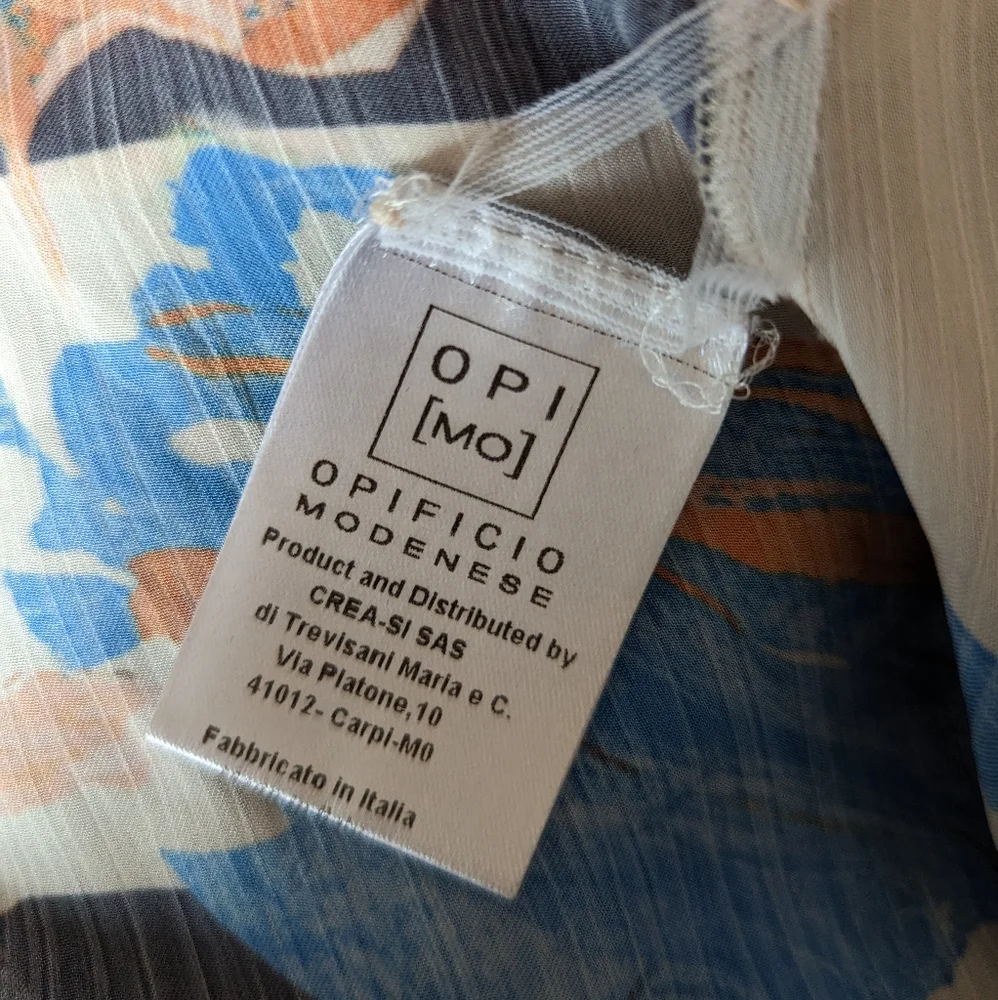 OPI
[MO]
OPIFICIO
MODENESE
Product and Distributed by
CREA-SI SAS
di Trevisani Maria e C.
Via Platone,10
41012- Carpi-M0
Fabbricato in Italia